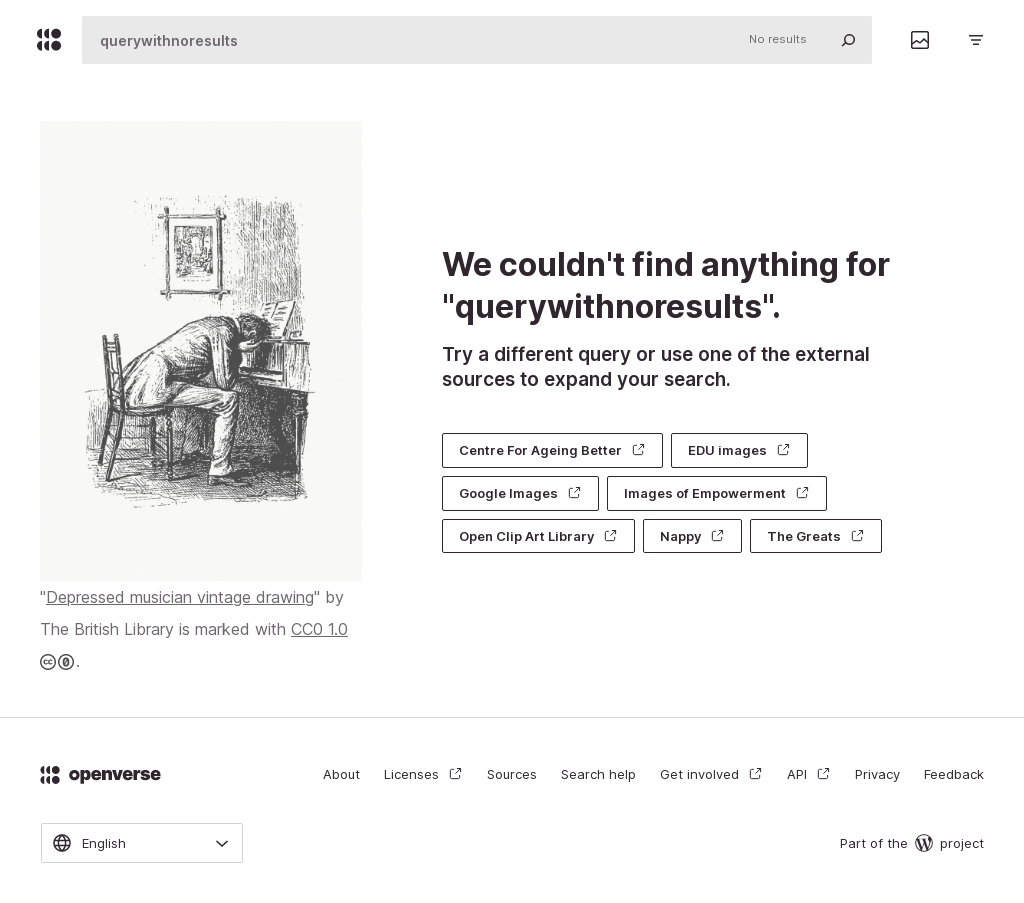 querywithnoresults
No results
We couldn't find anything for
"querywithnoresults".
Try a different query or use one of the external
sources to expand your search.
Centre For Ageing Better
EDU images
Google Images
Images of Empowerment
Open Clip Art Library
Nappy
The Greats
"Depressed musician vintage drawing" by
The British Library is marked with CC0 1.0
.
openverse
About
Licenses
Sources
Search help
Get involved
API
Privacy
Feedback
English
Part of the
project